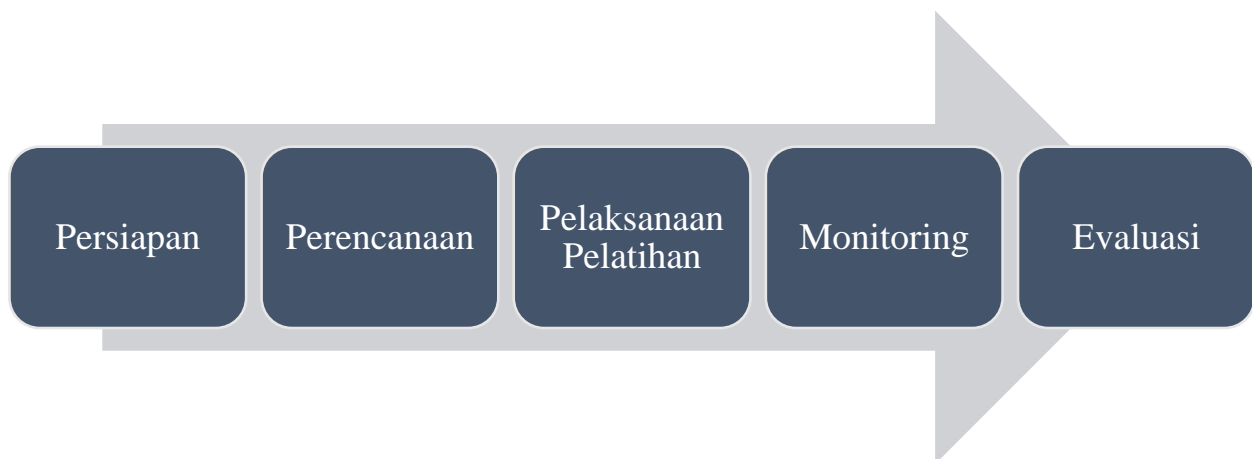 Persiapan
Perencanaan
Pelaksanaan
Pelatihan
Monitoring
Evaluasi